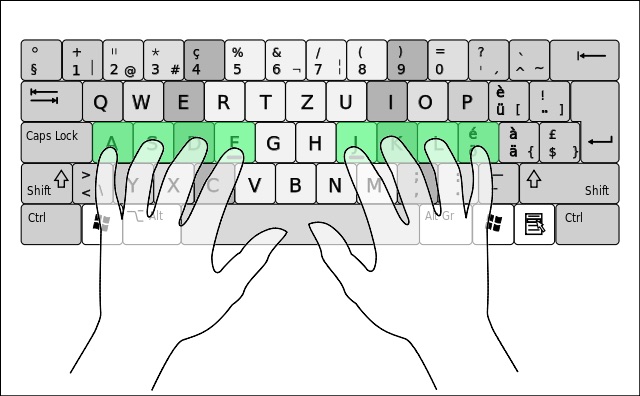 ° + " * ç % & / ( ) = ? `
§ 1 | 2 @ 3 # 4 5 6 ¬ 7 ¦ 8 9 0 ' ´ ^ ~
Q W E R T Z U I O P è ü [ ! ¨ ]
Caps Lock A S D F G H J K L é à ä { £ $ }
Shift > < \ Y X C V B N M ; : – Shift
Ctrl Alt Alt Gr Ctrl